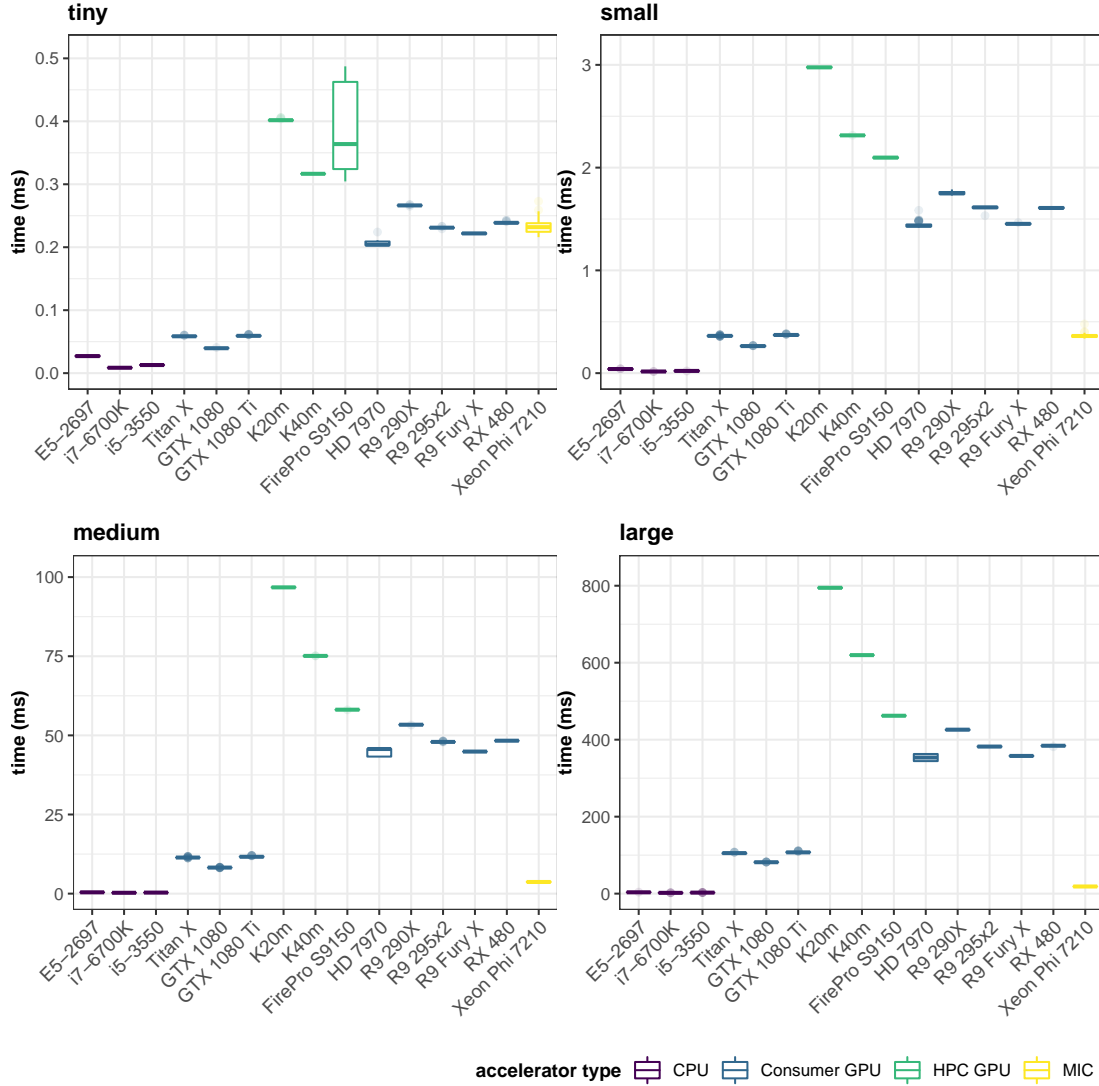 tiny
small
time (ms)
0.5
0.4
0.3
0.2
0.1
0.0
E5−2697
i7−6700K
i5−3550
Titan X
GTX 1080
GTX 1080 Ti
K20m
K40m
FirePro S9150
HD 7970
R9 290X
R9 295x2
R9 Fury X
RX 480
Xeon Phi 7210
time (ms)
3
2
1
0
E5−2697
i7−6700K
i5−3550
Titan X
GTX 1080
GTX 1080 Ti
K20m
K40m
FirePro S9150
HD 7970
R9 290X
R9 295x2
R9 Fury X
RX 480
Xeon Phi 7210
medium
large
time (ms)
100
75
50
25
0
E5−2697
i7−6700K
i5−3550
Titan X
GTX 1080
GTX 1080 Ti
K20m
K40m
FirePro S9150
HD 7970
R9 290X
R9 295x2
R9 Fury X
RX 480
Xeon Phi 7210
time (ms)
800
600
400
200
0
E5−2697
i7−6700K
i5−3550
Titan X
GTX 1080
GTX 1080 Ti
K20m
K40m
FirePro S9150
HD 7970
R9 290X
R9 295x2
R9 Fury X
RX 480
Xeon Phi 7210
accelerator type CPU Consumer GPU HPC GPU MIC